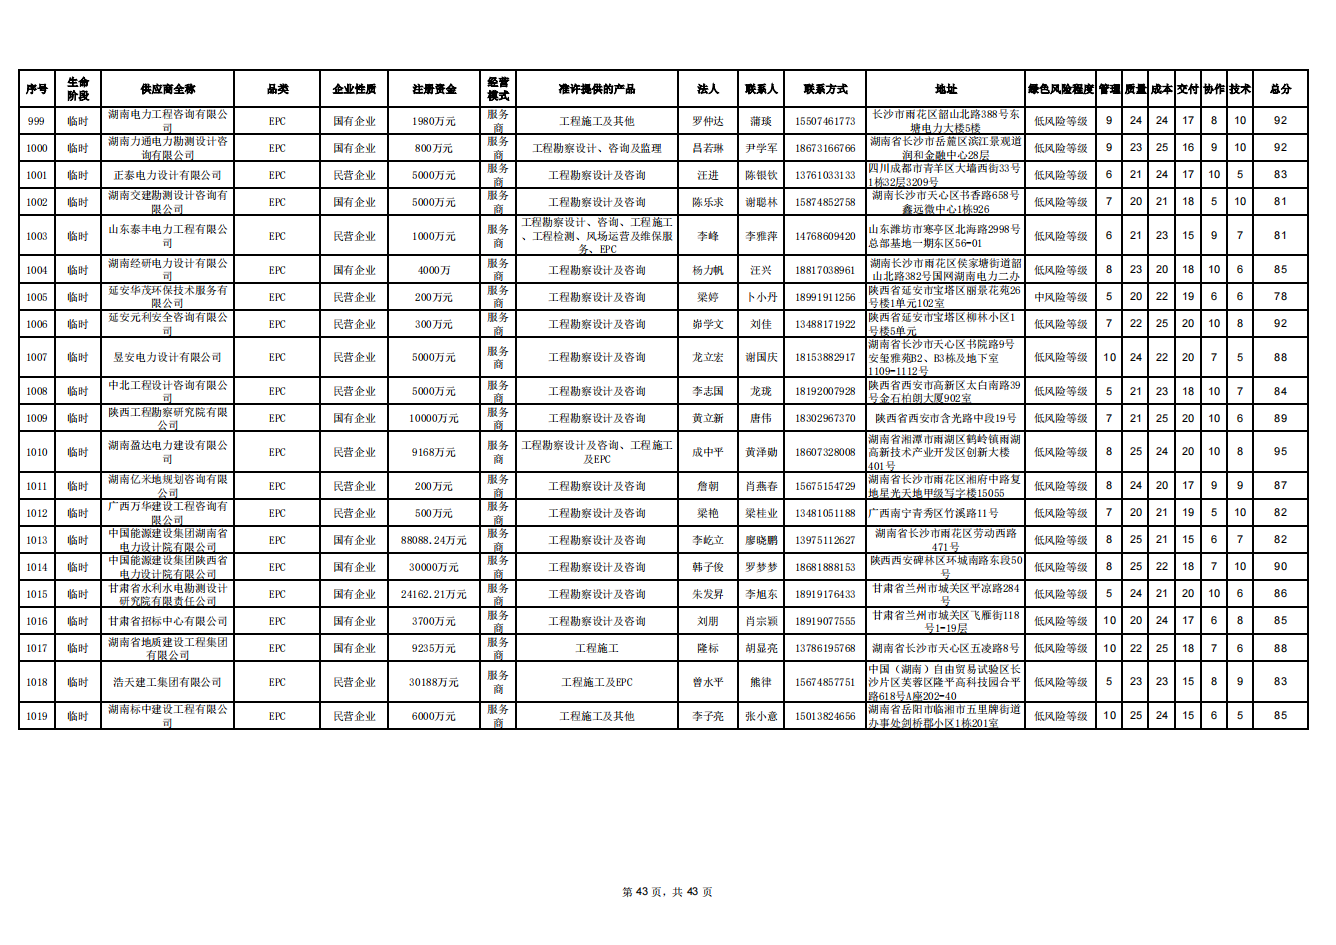 序号 生命阶段 供应商全称 品类 企业性质 注册资金 经营模式 准许提供的产品 法人 联系人 联系方式 地址 绿色风险程度 管理 质量 成本 交付 协作 技术 总分
999 临时 湖南电力工程咨询有限公司 EPC 国有企业 1980万元 服务商 工程施工及其他 罗仲达 蒲琰 15507461773 长沙市雨花区韶山北路388号东塘电力大楼5楼 低风险等级 9 24 24 17 8 10 92
1000 临时 湖南力通电力勘测设计咨询有限公司 EPC 国有企业 800万元 服务商 工程勘察设计、咨询及监理 昌若琳 尹学军 18673166766 湖南省长沙市岳麓区滨江景观道润和金融中心28层 低风险等级 9 23 25 16 9 10 92
1001 临时 正泰电力设计有限公司 EPC 民营企业 5000万元 服务商 工程勘察设计及咨询 汪进 陈银钦 13761033133 四川成都市青羊区大墙西街33号1栋32层3209号 低风险等级 6 21 24 17 10 5 83
1002 临时 湖南交建勘测设计咨询有限公司 EPC 国有企业 5000万元 服务商 工程勘察设计及咨询 陈乐求 谢聪林 15874852758 湖南长沙市天心区书香路658号鑫远微中心1栋926 低风险等级 7 20 21 18 5 10 81
1003 临时 山东泰丰电力工程有限公司 EPC 民营企业 1000万元 服务商 工程勘察设计、咨询、工程施工、工程检测、风场运营及维保服务、EPC 李峰 李雅萍 14768609420 山东潍坊市寒亭区北海路2998号总部基地一期东区56-01 低风险等级 6 21 23 15 9 7 81
1004 临时 湖南经研电力设计有限公司 EPC 国有企业 4000万 服务商 工程勘察设计及咨询 杨力帆 汪兴 18817038961 湖南长沙市雨花区侯家塘街道韶山北路382号国网湖南电力二办 低风险等级 8 23 20 18 10 6 85
1005 临时 延安华茂环保技术服务有限公司 EPC 民营企业 200万元 服务商 工程勘察设计及咨询 梁婷 卜小丹 18991911256 陕西省延安市宝塔区丽景花苑26号楼1单元102室 中风险等级 5 20 22 19 6 6 78
1006 临时 延安元利安全咨询有限公司 EPC 民营企业 300万元 服务商 工程勘察设计及咨询 峁学文 刘佳 13488171922 陕西省延安市宝塔区柳林小区1号楼5单元 低风险等级 7 22 25 20 10 8 92
1007 临时 昱安电力设计有限公司 EPC 民营企业 5000万元 服务商 工程勘察设计及咨询 龙立宏 谢国庆 18153882917 湖南省长沙市天心区书院路9号安玺雅苑B2、B3栋及地下室1109-1112号 低风险等级 10 24 22 20 7 5 88
1008 临时 中北工程设计咨询有限公司 EPC 民营企业 5000万元 服务商 工程勘察设计及咨询 李志国 龙珑 18192007928 陕西省西安市高新区太白南路39号金石柏朗大厦902室 低风险等级 5 21 23 18 10 7 84
1009 临时 陕西工程勘察研究院有限公司 EPC 国有企业 10000万元 服务商 工程勘察设计及咨询 黄立新 唐伟 18302967370 陕西省西安市含光路中段19号 低风险等级 7 21 25 20 10 6 89
1010 临时 湖南盈达电力建设有限公司 EPC 民营企业 9168万元 服务商 工程勘察设计及咨询、工程施工及EPC 成中平 黄泽勋 18607328008 湖南省湘潭市雨湖区鹤岭镇雨湖高新技术产业开发区创新大楼401号 低风险等级 8 25 24 20 10 8 95
1011 临时 湖南亿米地规划咨询有限公司 EPC 民营企业 200万元 服务商 工程勘察设计及咨询 詹朝 肖燕春 15675154729 湖南省长沙市雨花区湘府中路复地星光天地甲级写字楼15055 低风险等级 8 24 20 17 9 9 87
1012 临时 广西万华建设工程咨询有限公司 EPC 民营企业 500万元 服务商 工程勘察设计及咨询 梁艳 梁桂业 13481051188 广西南宁青秀区竹溪路11号 低风险等级 7 20 21 19 5 10 82
1013 临时 中国能源建设集团湖南省电力设计院有限公司 EPC 国有企业 88088.24万元 服务商 工程勘察设计及咨询 李屹立 廖晓鹏 13975112627 湖南省长沙市雨花区劳动西路471号 低风险等级 8 25 21 15 6 7 82
1014 临时 中国能源建设集团陕西省电力设计院有限公司 EPC 国有企业 30000万元 服务商 工程勘察设计及咨询 韩子俊 罗梦梦 18681888153 陕西西安碑林区环城南路东段50号 低风险等级 8 25 22 18 7 10 90
1015 临时 甘肃省水利水电勘测设计研究院有限责任公司 EPC 国有企业 24162.21万元 服务商 工程勘察设计及咨询 朱发昇 李旭东 18919176433 甘肃省兰州市城关区平凉路284号 低风险等级 5 24 21 20 10 6 86
1016 临时 甘肃省招标中心有限公司 EPC 国有企业 3700万元 服务商 工程勘察设计及咨询 刘朋 肖宗颖 18919077555 甘肃省兰州市城关区飞雁街118号1-19层 低风险等级 10 20 24 17 6 8 85
1017 临时 湖南省地质建设工程集团有限公司 EPC 国有企业 9235万元 服务商 工程施工 隆标 胡显亮 13786195768 湖南省长沙市天心区五凌路8号 低风险等级 10 22 25 18 7 6 88
1018 临时 浩天建工集团有限公司 EPC 民营企业 30188万元 服务商 工程施工及EPC 曾水平 熊律 15674857751 中国（湖南）自由贸易试验区长沙片区芙蓉区隆平高科技园合平路618号A座202-40 低风险等级 5 23 23 15 8 9 83
1019 临时 湖南标中建设工程有限公司 EPC 民营企业 6000万元 服务商 工程施工及其他 李子亮 张小意 15013824656 湖南省岳阳市临湘市五里牌街道办事处剑桥郡小区1栋201室 低风险等级 10 25 24 15 6 5 85
第 43 页，共 43 页